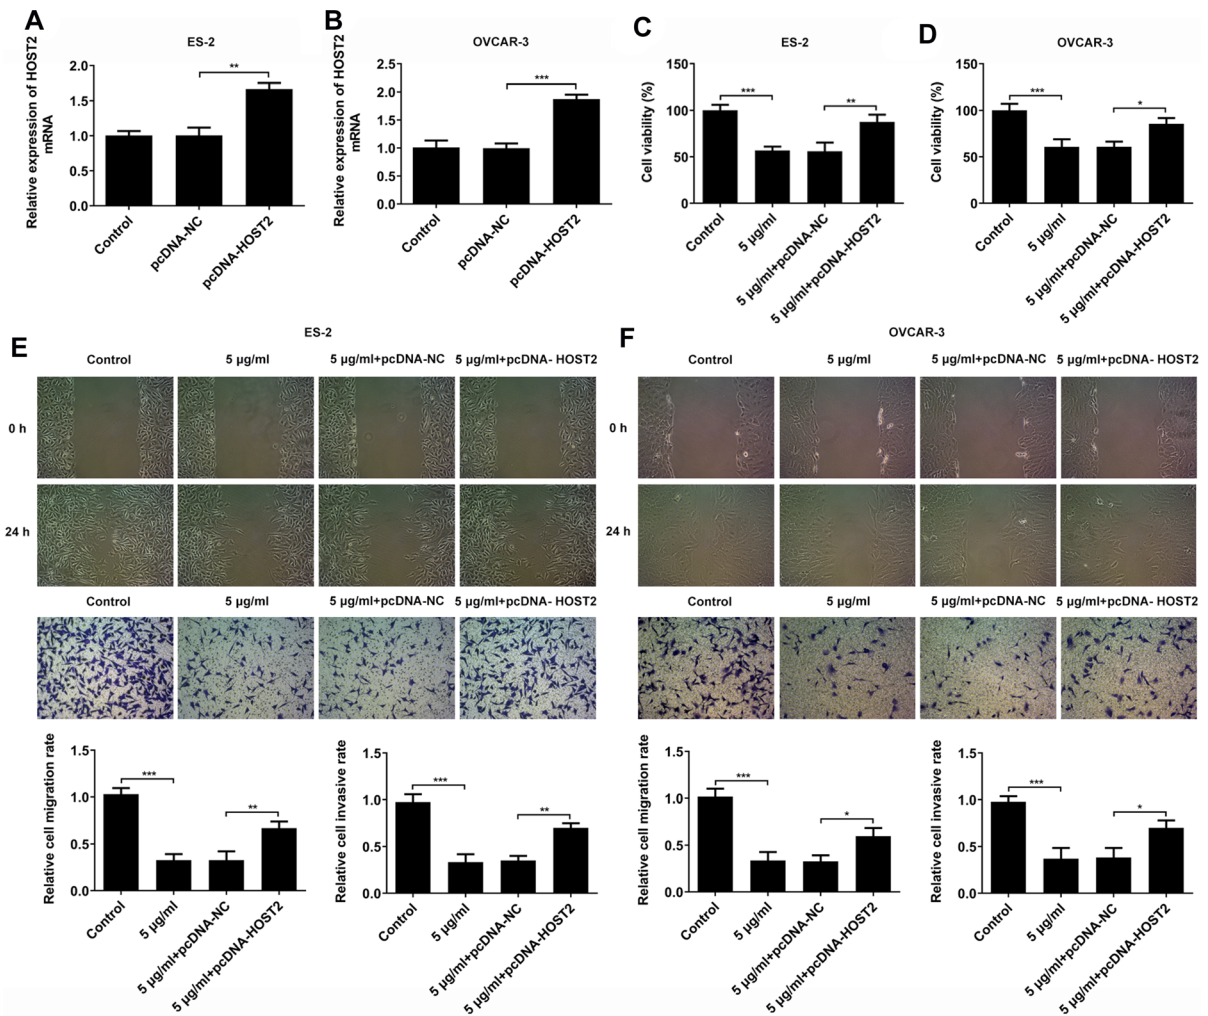 A
ES-2
Relative expression of HOST2
mRNA
2.0
1.5
1.0
0.5
0.0
**
Control
pcDNA-NC
pcDNA-HOST2
B
OVCAR-3
Relative expression of HOST2
mRNA
2.5
2.0
1.5
1.0
0.5
0.0
***
Control
pcDNA-NC
pcDNA-HOST2
C
ES-2
Cell viability (%)
150
100
50
0
***
**
Control
5 µg/ml
5 µg/ml+pcDNA-NC
5 µg/ml+pcDNA-HOST2
D
OVCAR-3
Cell viability (%)
150
100
50
0
***
*
Control
5 µg/ml
5 µg/ml+pcDNA-NC
5 µg/ml+pcDNA-HOST2
E
ES-2
Control 5 µg/ml 5 µg/ml+pcDNA-NC 5 µg/ml+pcDNA- HOST2
0 h
24 h
Control 5 µg/ml 5 µg/ml+pcDNA-NC 5 µg/ml+pcDNA- HOST2
Relative cell migration rate
1.5
1.0
0.5
0.0
***
**
Control
5 µg/ml
5 µg/ml+pcDNA-NC
5 µg/ml+pcDNA-HOST2
Relative cell invasive rate
1.5
1.0
0.5
0.0
***
**
Control
5 µg/ml
5 µg/ml+pcDNA-NC
5 µg/ml+pcDNA-HOST2
F
OVCAR-3
Control 5 µg/ml 5 µg/ml+pcDNA-NC 5 µg/ml+pcDNA- HOST2
0 h
24 h
Control 5 µg/ml 5 µg/ml+pcDNA-NC 5 µg/ml+pcDNA- HOST2
Relative cell migration rate
1.5
1.0
0.5
0.0
***
*
Control
5 µg/ml
5 µg/ml+pcDNA-NC
5 µg/ml+pcDNA-HOST2
Relative cell invasive rate
1.5
1.0
0.5
0.0
***
*
Control
5 µg/ml
5 µg/ml+pcDNA-NC
5 µg/ml+pcDNA-HOST2